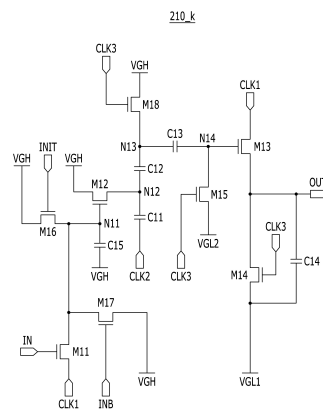 210_k
CLK3
VGH
CLK1
M18
INIT
C13
N14
N13
M13
VGH
VGH
C12
M12
N12
M15
OUT
M16
N11
C11
CLK3
C15
VGL2
M14
C14
VGH
CLK2
CLK3
M17
IN
M11
CLK1
INB
VGH
VGL1